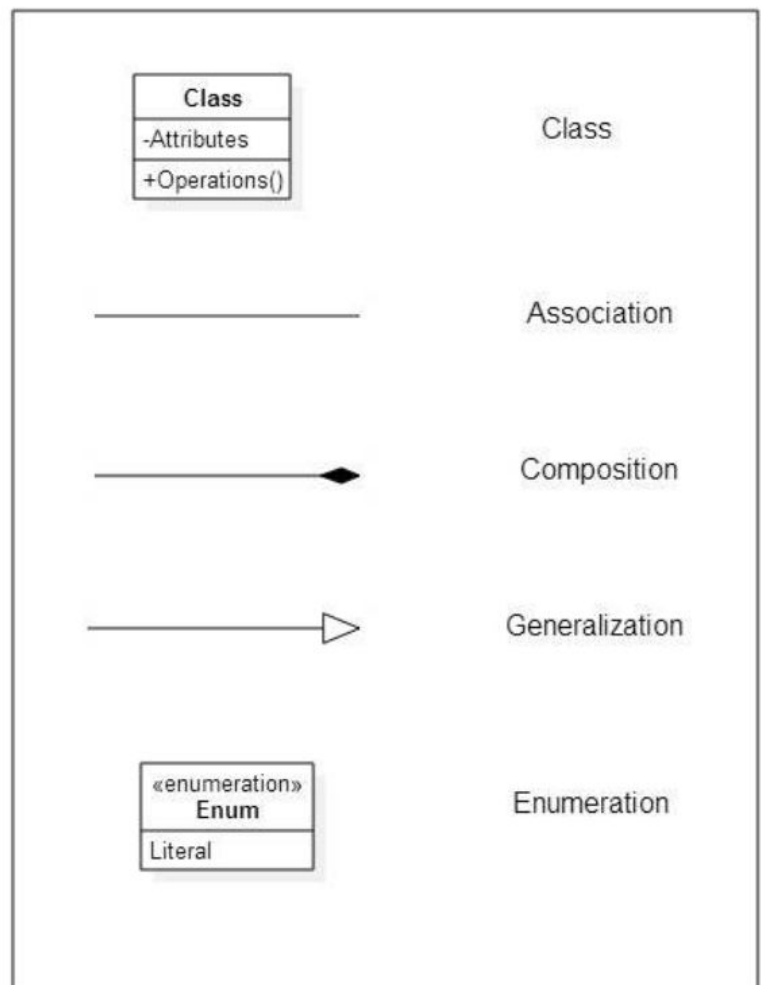 Class
-Attributes
+Operations()
Class
Association
Composition
Generalization
«enumeration»
Enum
Literal
Enumeration